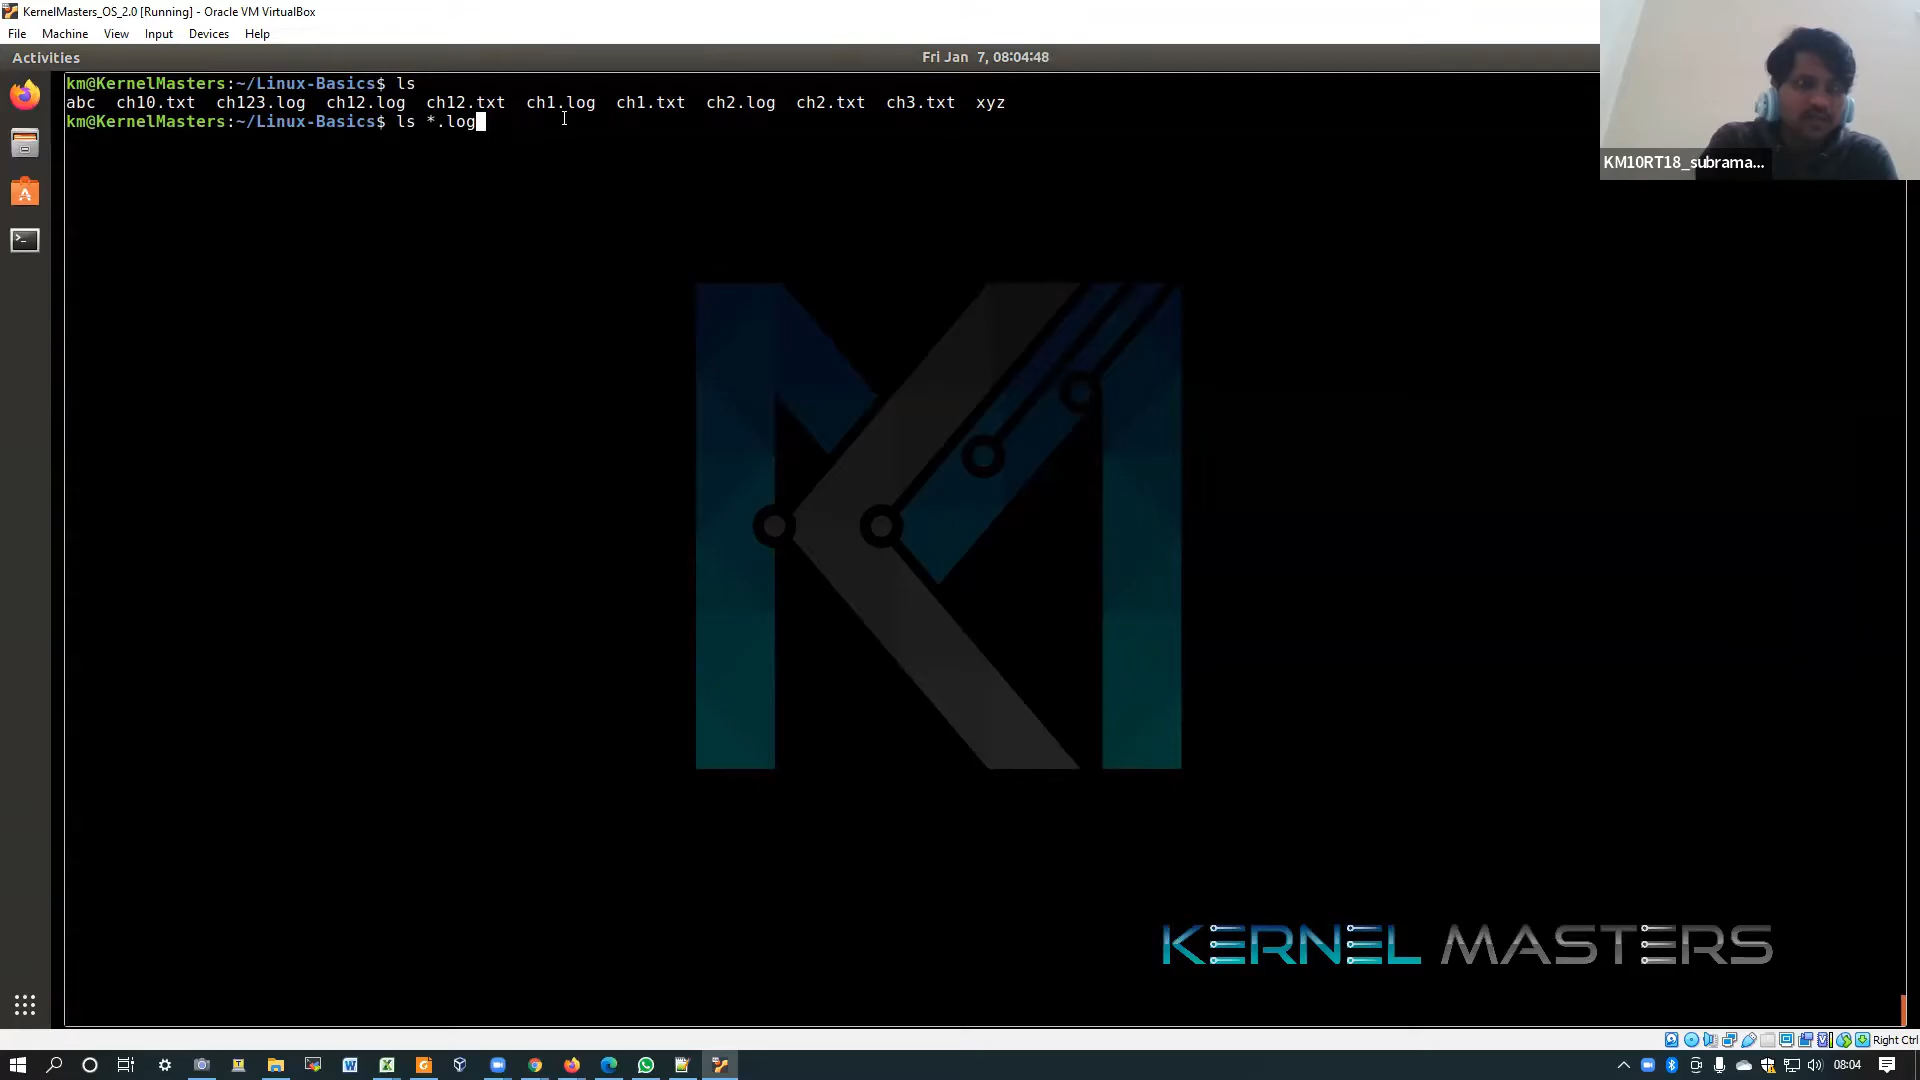 KernelMasters_OS_2.0 [Running] - Oracle VM VirtualBox
File Machine View Input Devices Help
Activities
Fri Jan 7, 08:04:48
km@KernelMasters:~/Linux-Basics$ ls
abc ch10.txt ch123.log ch12.log ch12.txt ch1.log ch1.txt ch2.log ch2.txt ch3.txt xyz
km@KernelMasters:~/Linux-Basics$ ls *.log
KM10RT18_subrama...
KERNEL MASTERS
Right Ctrl
08:04